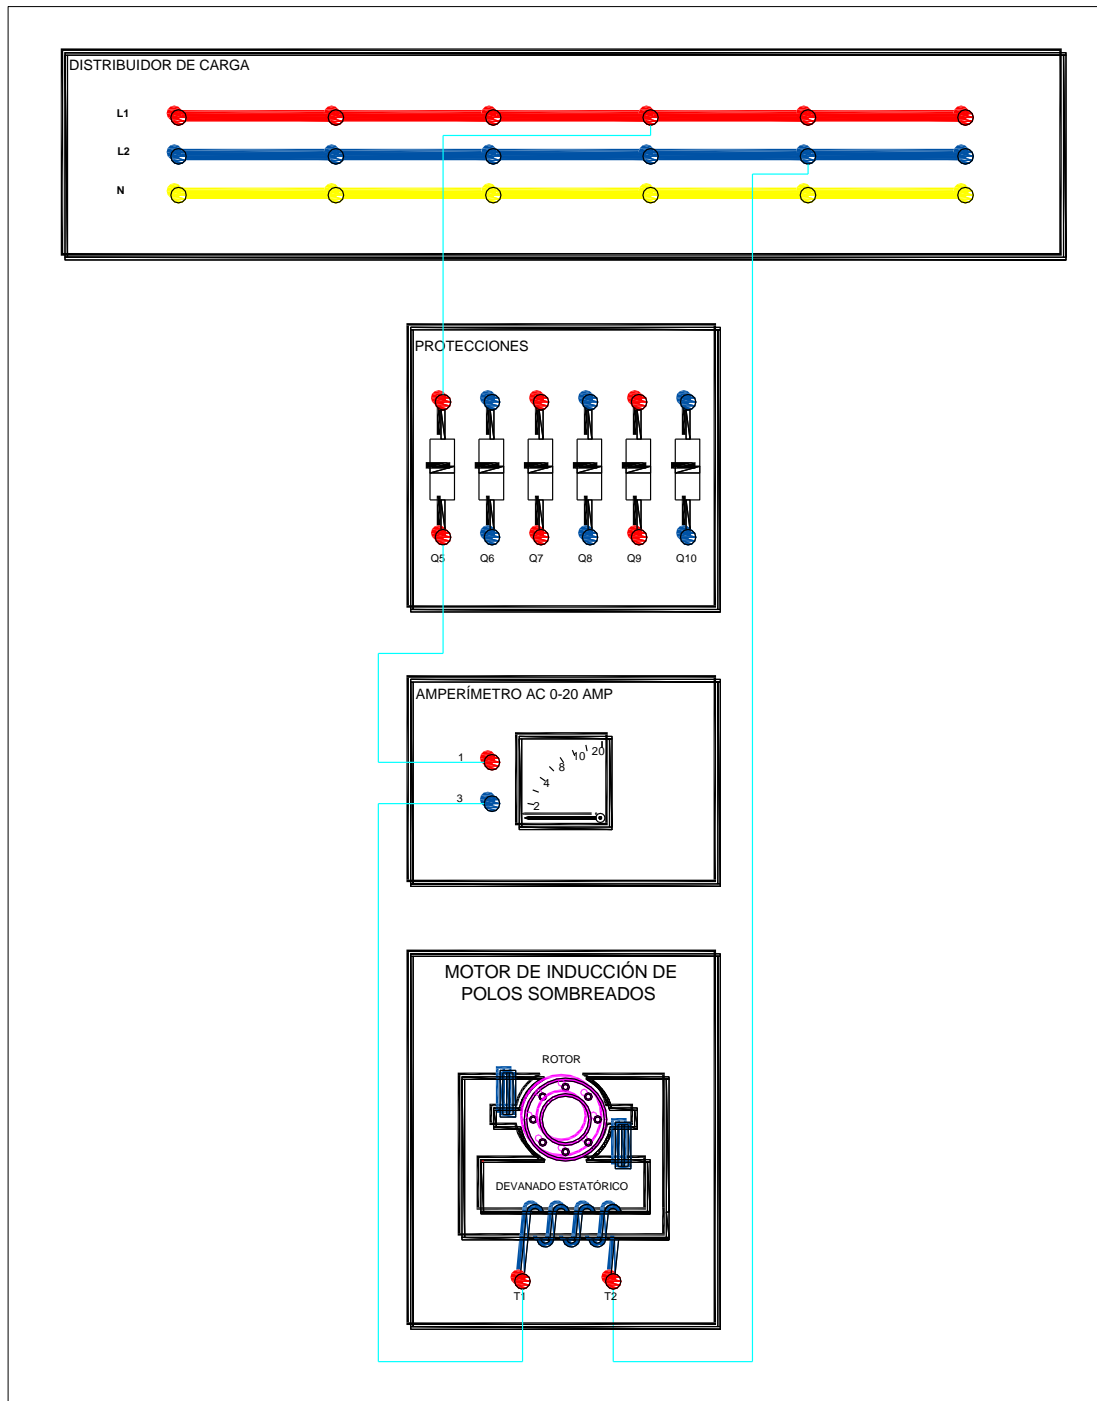 DISTRIBUIDOR DE CARGA
L1
L2
N
PROTECCIONES
Q5 Q6 Q7 Q8 Q9 Q10
AMPERÍMETRO AC 0-20 AMP
1
3
2 4 8 10 20
MOTOR DE INDUCCIÓN DE
POLOS SOMBREADOS
ROTOR
DEVANADO ESTATÓRICO
T1 T2